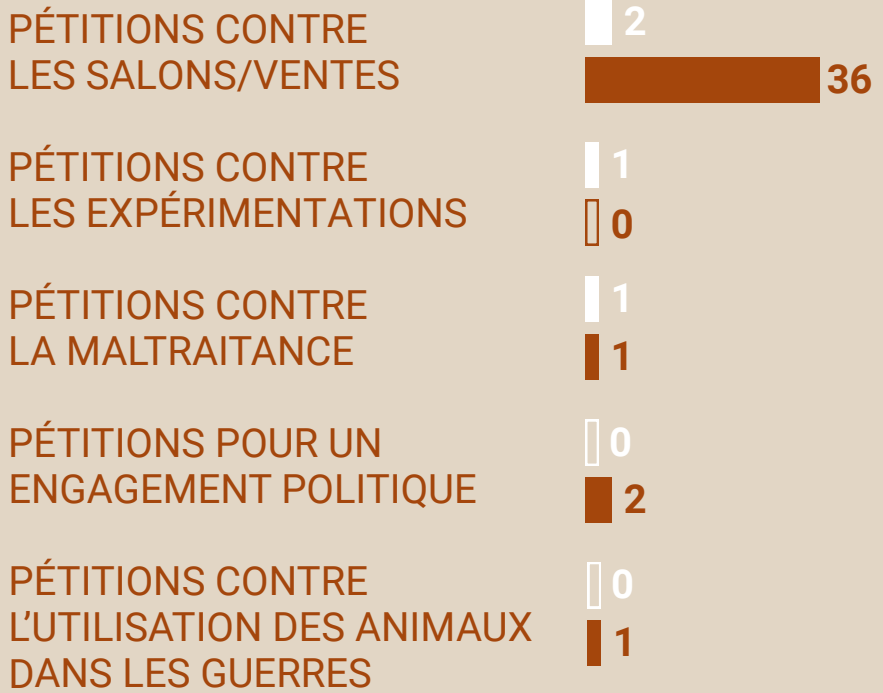 PÉTITIONS CONTRE
LES SALONS/VENTES
2
36
PÉTITIONS CONTRE
LES EXPÉRIMENTATIONS
1
0
PÉTITIONS CONTRE
LA MALTRAITANCE
1
1
PÉTITIONS POUR UN
ENGAGEMENT POLITIQUE
0
2
PÉTITIONS CONTRE
L'UTILISATION DES ANIMAUX
DANS LES GUERRES
0
1